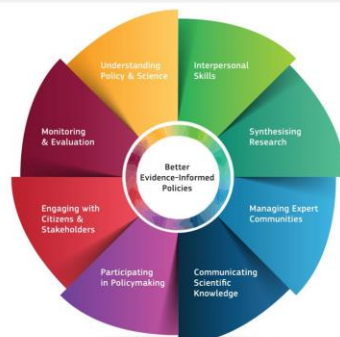 Understanding
Policy & Science
Interpersonal
Skills
Synthesising
Research
Managing Expert
Communities
Communicating
Scientific
Knowledge
Participating
in Policymaking
Engaging with
Citizens &
Stakeholders
Monitoring
& Evaluation
Better
Evidence-Informed
Policies